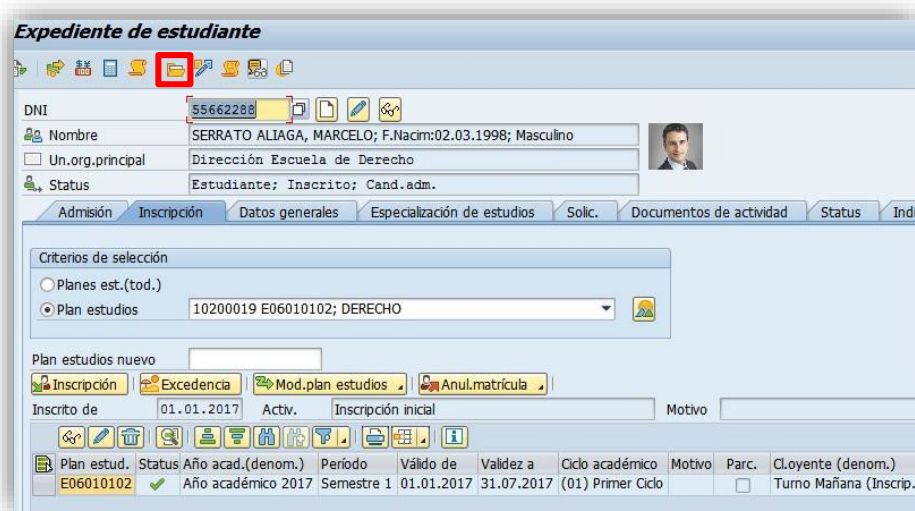 Expediente de estudiante
DNI 55662288
Nombre SERRATO ALIAGA, MARCELO; F.Nacim:02.03.1998; Masculino
Un.org.principal Dirección Escuela de Derecho
Status Estudiante; Inscrito; Cand.adm.
Admisión Inscripción Datos generales Especialización de estudios Solic. Documentos de actividad Status Indi
Criterios de selección
Planes est.(tod.)
Plan estudios 10200019 E06010102; DERECHO
Plan estudios nuevo
Inscripción Excedencia Mod.plan estudios Anul.matrícula
Inscrito de 01.01.2017 Activ. Inscripción inicial Motivo
Plan estud. Status Año acad.(denom.) Período Válido de Validez a Ciclo académico Motivo Parc. Cl.oyente (denom.)
E06010102 Año académico 2017 Semestre 1 01.01.2017 31.07.2017 (01) Primer Ciclo Turno Mañana (Inscrip.